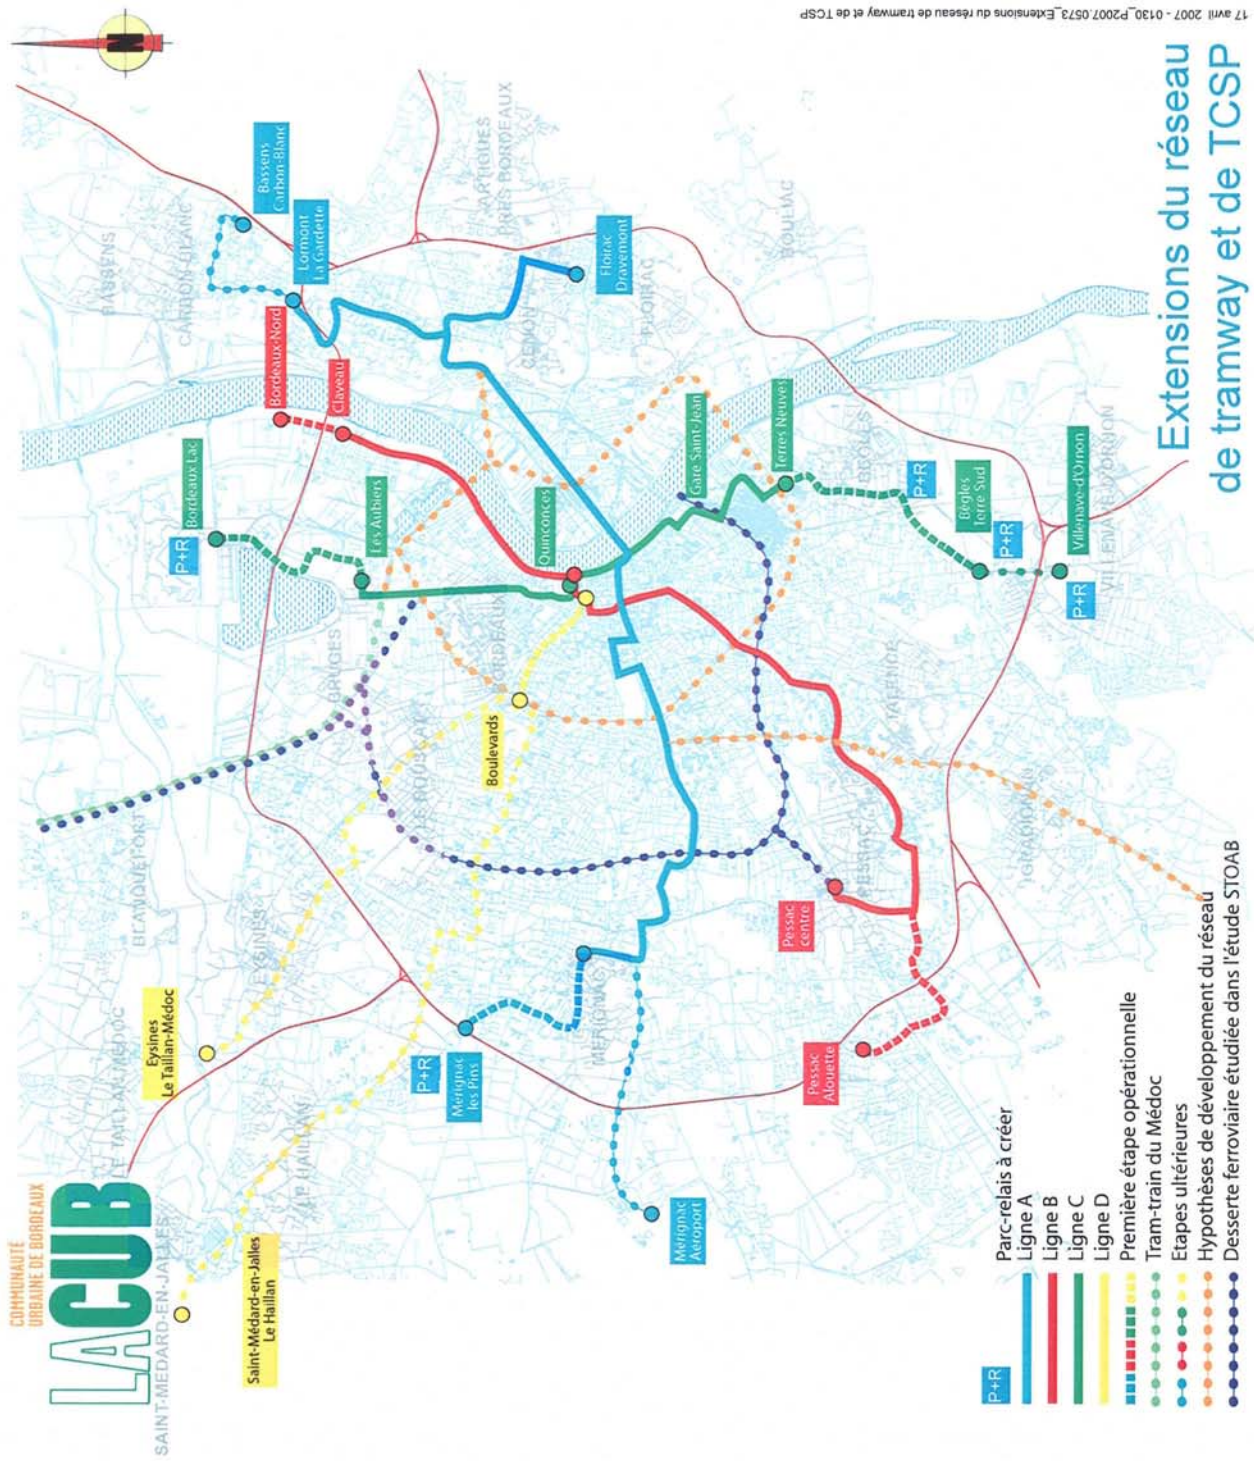 17 avril 2007 - 0130_P2007.0573_Extensions du réseau de tramway et de TCSP
Extensions du réseau
de tramway et de TCSP
COMMUNAUTÉ
URBAINE DE BORDEAUX
LACUB
N
SAINT-MEDARD-EN-JALLES
LE TAILLAN-MEDOC
BLANQUEFORT
EYSINES
LE HAILLAN
BRUGES
BORDEAUX
LE BOUSCAT
MERIGNAC
PESSAC
TALENCE
GRADIGNAN
BEGLES
VILLENAVE-D'ORNON
BASSENS
CARBON-BLANC
ARTIGUES
PRES BORDEAUX
CENON
FLOIRAC
BOULIAC
Saint-Médard-en-Jalles
Le Haillan
Eysines
Le Taillan-Médoc
Boulevards
P+R
Mérignac
les Pins
Mérignac
Aéroport
Pessac
centre
Pessac
Alouette
P+R
Bordeaux Lac
Les Aubiers
Quinconces
Bordeaux-Nord
Claveau
Bassens
Carbon-Blanc
Lormont
La Gardette
Floirac
Dravemont
Gare Saint-Jean
Terres Neuves
P+R
Bègles
Terre Sud
P+R
Villenave-d'Ornon
P+R
P+R
Parc-relais à créer
Ligne A
Ligne B
Ligne C
Ligne D
Première étape opérationnelle
Tram-train du Médoc
Etapes ultérieures
Hypothèses de développement du réseau
Desserte ferroviaire étudiée dans l'étude STOAB